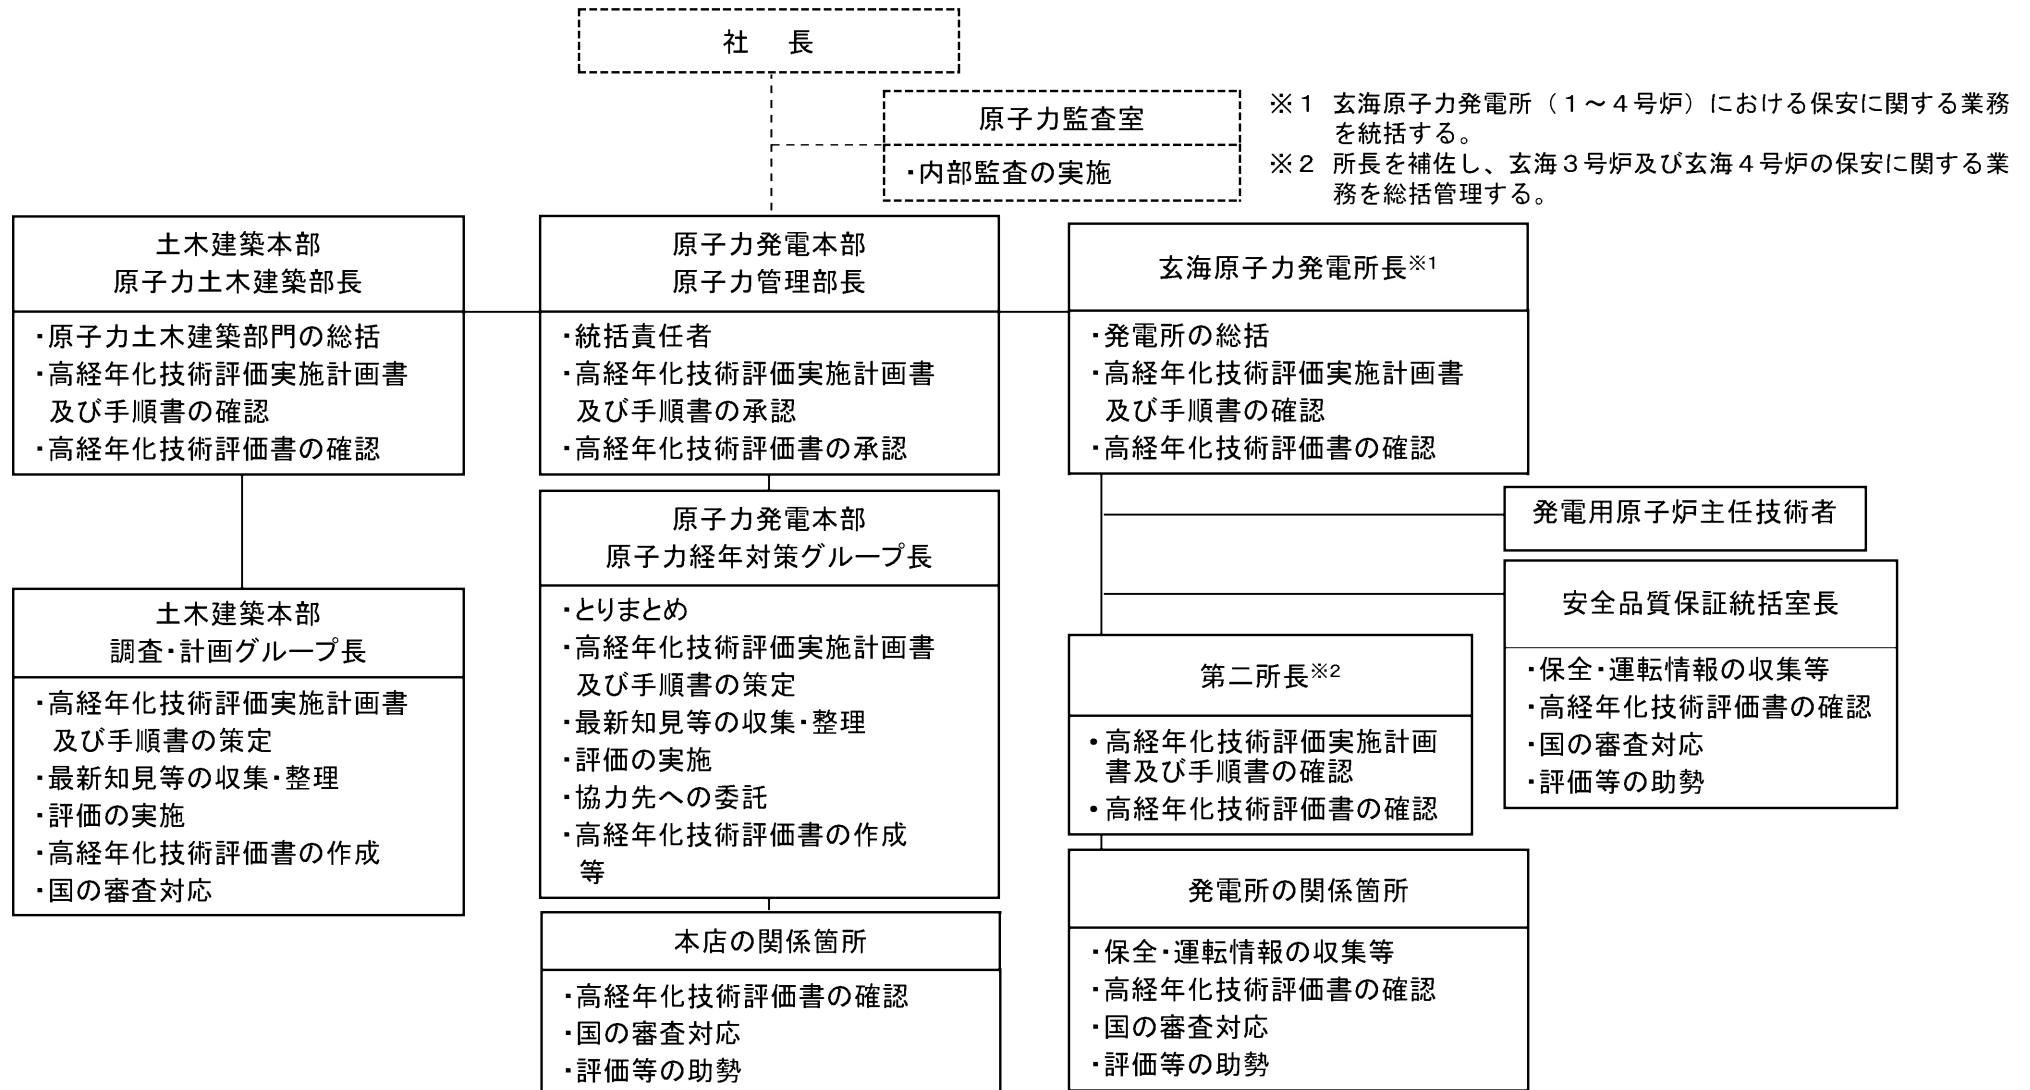 社　長
原子力監査室
・内部監査の実施
※１　玄海原子力発電所（１～４号炉）における保安に関する業務
を統括する。
※２　所長を補佐し、玄海３号炉及び玄海４号炉の保安に関する業
務を総括管理する。
土木建築本部
原子力土木建築部長
・原子力土木建築部門の総括
・高経年化技術評価実施計画書
及び手順書の確認
・高経年化技術評価書の確認
原子力発電本部
原子力管理部長
・統括責任者
・高経年化技術評価実施計画書
及び手順書の承認
・高経年化技術評価書の承認
玄海原子力発電所長※1
・発電所の総括
・高経年化技術評価実施計画書
及び手順書の確認
・高経年化技術評価書の確認
土木建築本部
調査・計画グループ長
・高経年化技術評価実施計画書
及び手順書の策定
・最新知見等の収集・整理
・評価の実施
・高経年化技術評価書の作成
・国の審査対応
原子力発電本部
原子力経年対策グループ長
・とりまとめ
・高経年化技術評価実施計画書
及び手順書の策定
・最新知見等の収集・整理
・評価の実施
・協力先への委託
・高経年化技術評価書の作成
等
本店の関係箇所
・高経年化技術評価書の確認
・国の審査対応
・評価等の助勢
発電用原子炉主任技術者
安全品質保証統括室長
・保全・運転情報の収集等
・高経年化技術評価書の確認
・国の審査対応
・評価等の助勢
第二所長※2
・高経年化技術評価実施計画
書及び手順書の確認
・高経年化技術評価書の確認
発電所の関係箇所
・保全・運転情報の収集等
・高経年化技術評価書の確認
・国の審査対応
・評価等の助勢